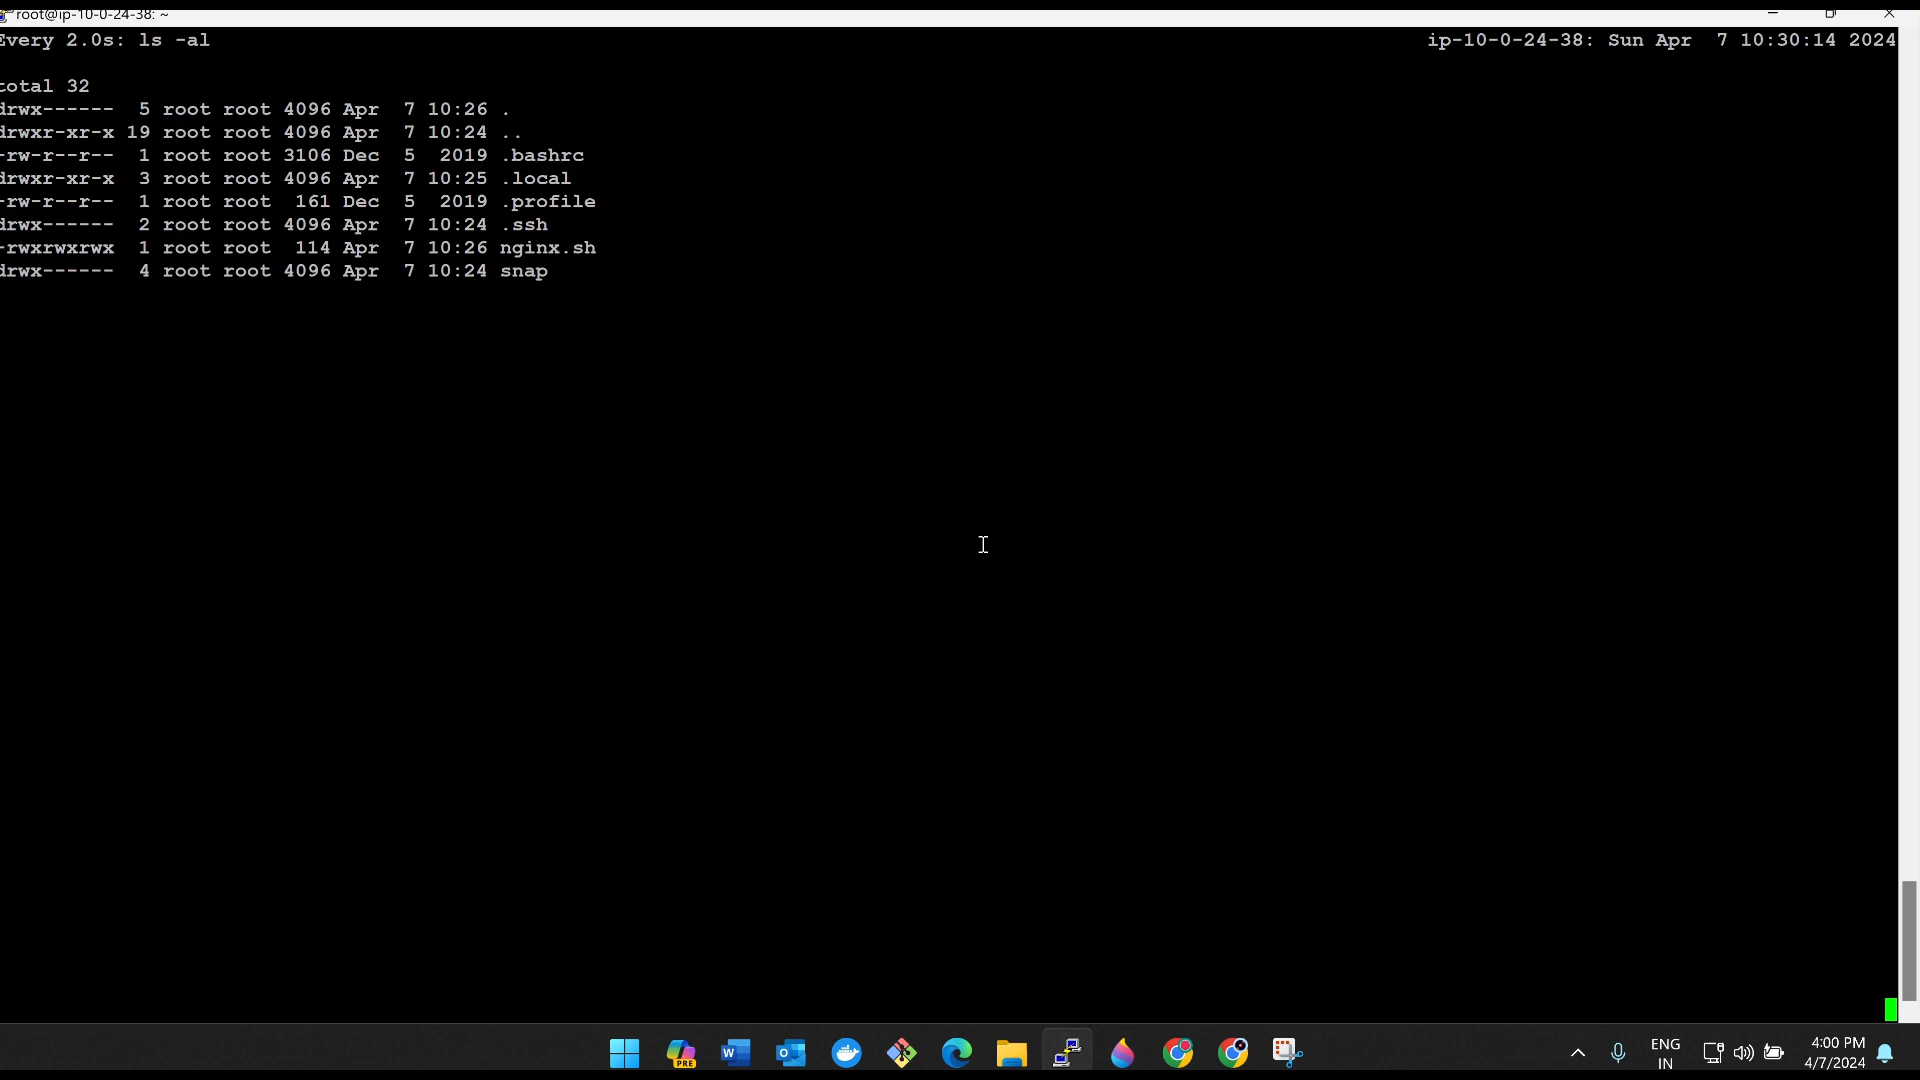 root@ip-10-0-24-38: ~
Every 2.0s: ls -al ip-10-0-24-38: Sun Apr 7 10:30:14 2024
total 32
drwx------ 5 root root 4096 Apr 7 10:26 .
drwxr-xr-x 19 root root 4096 Apr 7 10:24 ..
-rw-r--r-- 1 root root 3106 Dec 5 2019 .bashrc
drwxr-xr-x 3 root root 4096 Apr 7 10:25 .local
-rw-r--r-- 1 root root 161 Dec 5 2019 .profile
drwx------ 2 root root 4096 Apr 7 10:24 .ssh
-rwxrwxrwx 1 root root 114 Apr 7 10:26 nginx.sh
drwx------ 4 root root 4096 Apr 7 10:24 snap
PRE
W
O
ENG
IN
4:00 PM
4/7/2024